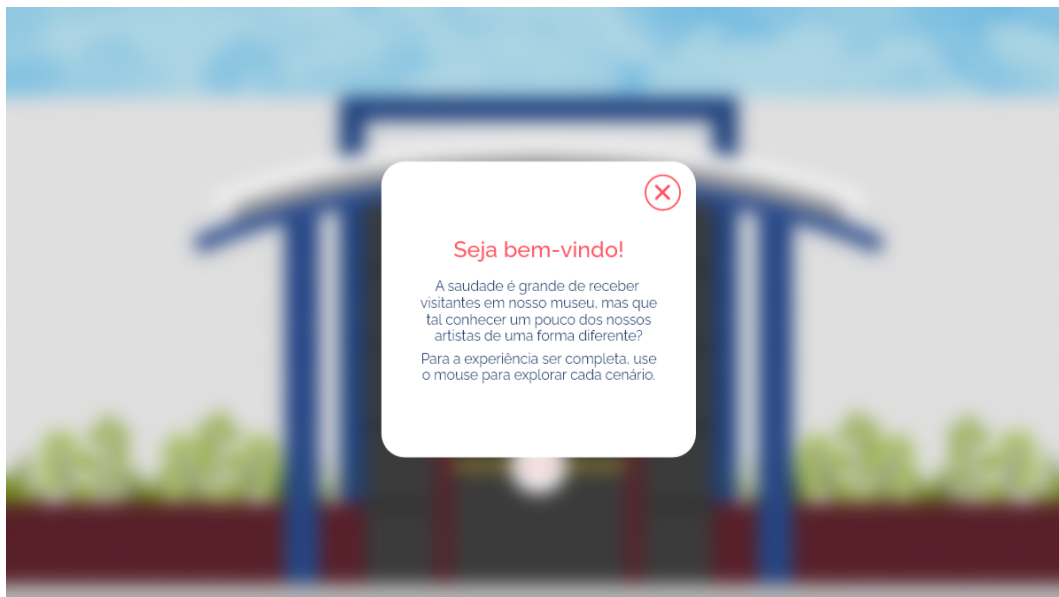 Seja bem-vindo!
A saudade é grande de receber
visitantes em nosso museu, mas que
tal conhecer um pouco dos nossos
artistas de uma forma diferente?
Para a experiência ser completa, use
o mouse para explorar cada cenário.